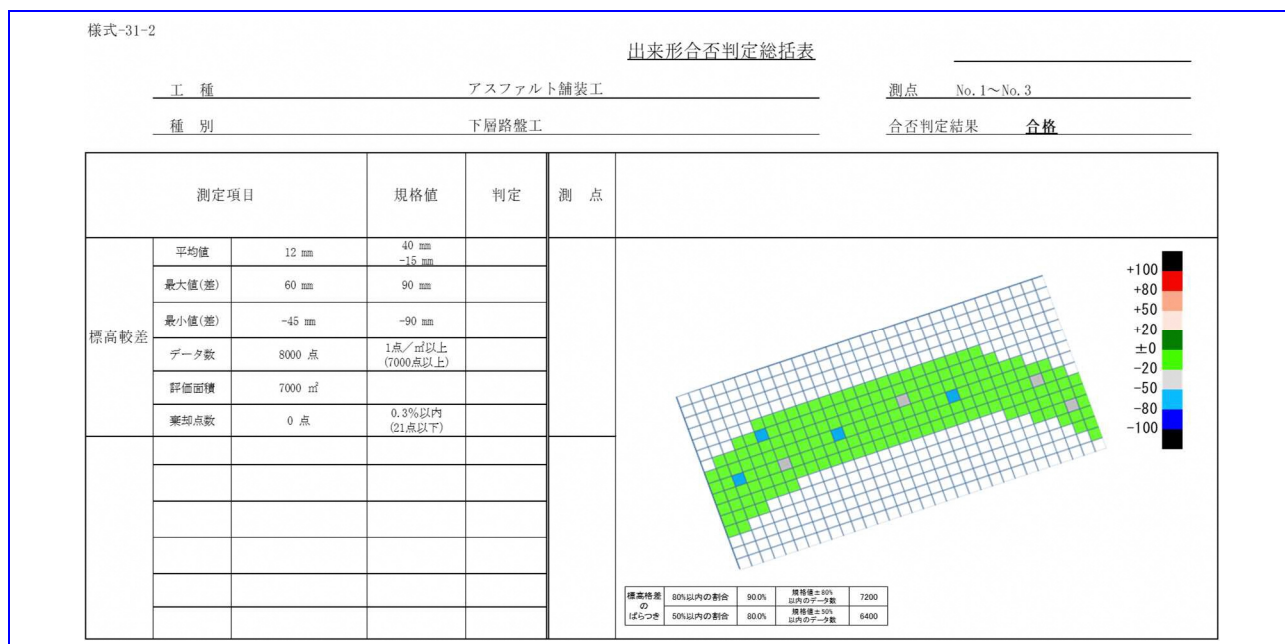 様式-31-2
出来形合否判定総括表
工 種 アスファルト舗装工 測点 No.1～No.3
種 別 下層路盤工 合否判定結果 合格
測定項目 規格値 判定 測 点
平均値 12 mm 40 mm
-15 mm
最大値(差) 60 mm 90 mm
最小値(差) -45 mm -90 mm
標高較差
データ数 8000 点 1点／㎡以上
(7000点以上)
評価面積 7000 ㎡
棄却点数 0 点 0.3%以内
(21点以下)
+100
+80
+50
+20
±0
-20
-50
-80
-100
標高格差
の
ばらつき
80%以内の割合 90.0% 規格値±80%
以内のデータ数 7200
50%以内の割合 80.0% 規格値±50%
以内のデータ数 6400